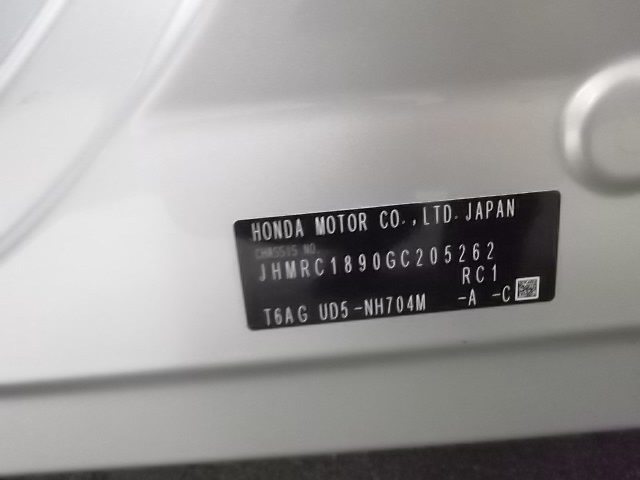 HONDA MOTOR CO.,LTD.JAPAN
CHASSIS NO.
JHMRC1890GC205262
RC1
T6AG UD5-NH704M -A -C